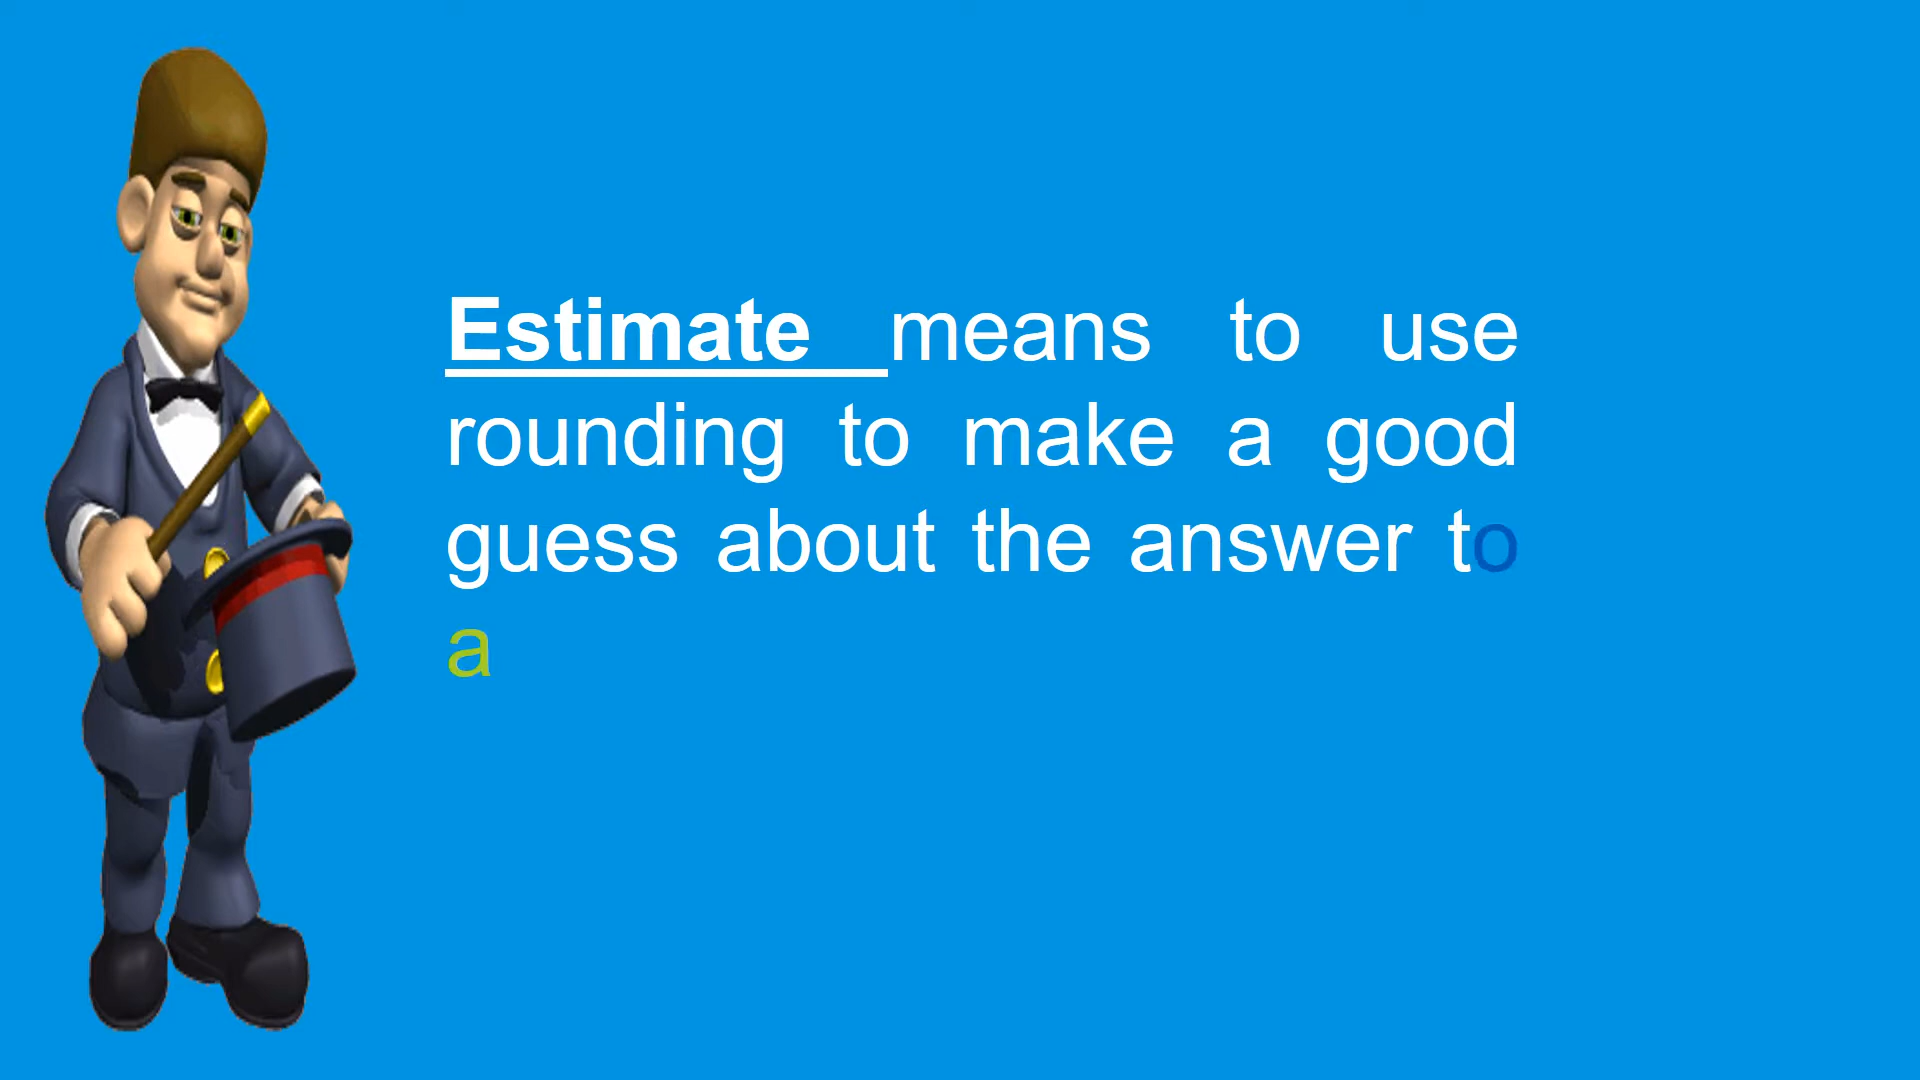 Estimate means to use
rounding to make a good
guess about the answer to
a